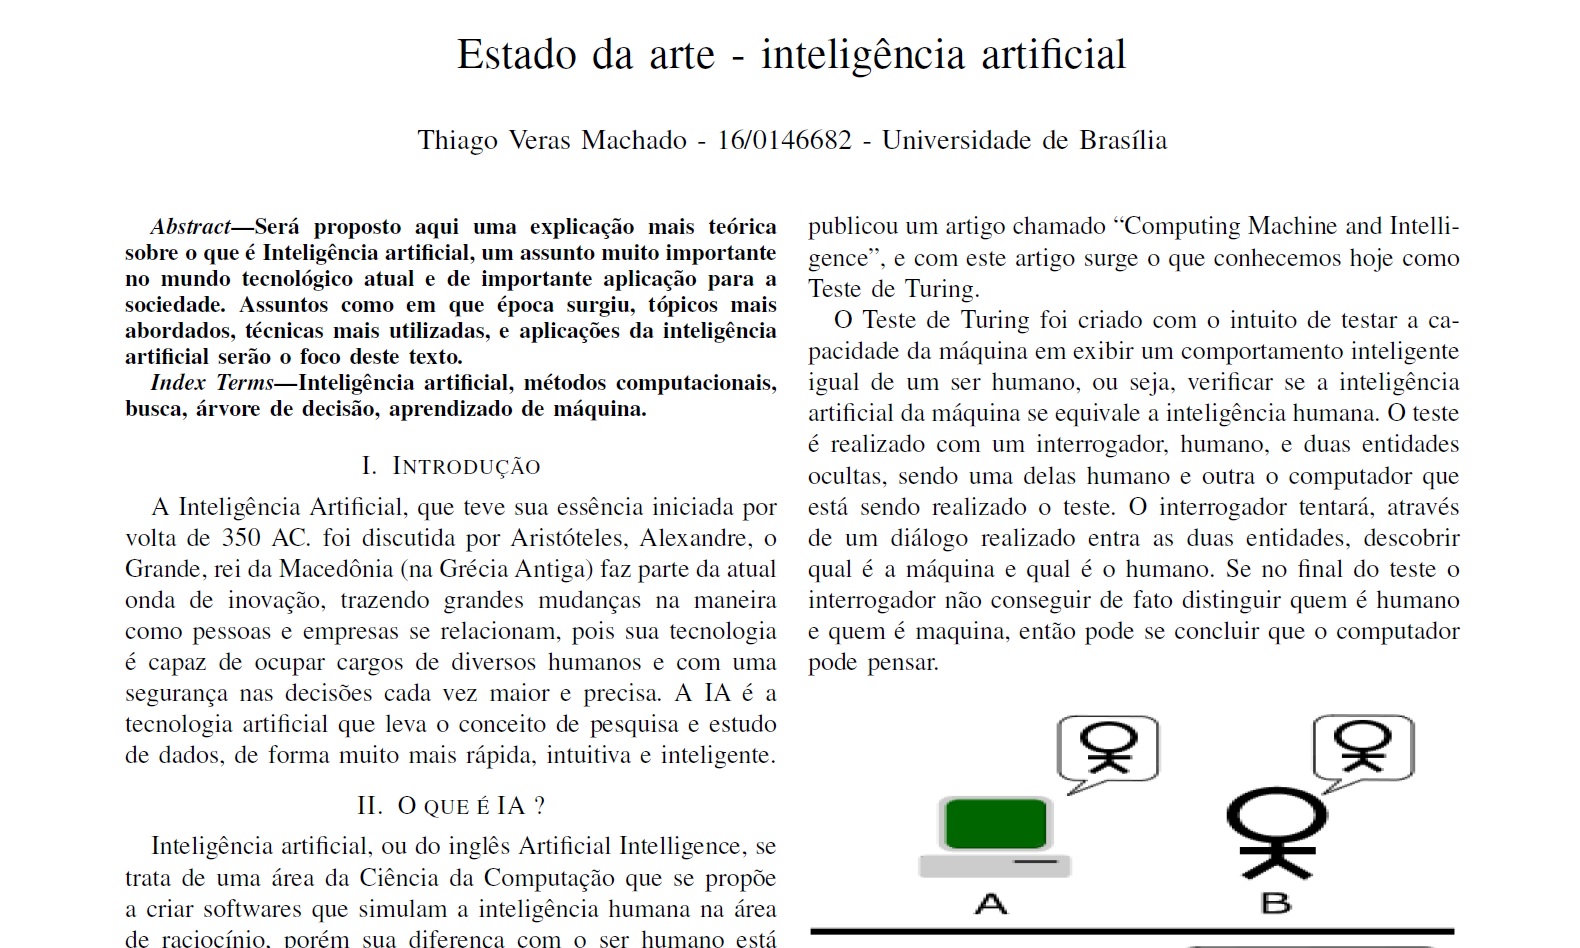 Estado da arte - inteligência artificial
Thiago Veras Machado - 16/0146682 - Universidade de Brasília
Abstract—Será proposto aqui uma explicação mais teórica
sobre o que é Inteligência artificial, um assunto muito importante
no mundo tecnológico atual e de importante aplicação para a
sociedade. Assuntos como em que época surgiu, tópicos mais
abordados, técnicas mais utilizadas, e aplicações da inteligência
artificial serão o foco deste texto.
Index Terms—Inteligência artificial, métodos computacionais,
busca, árvore de decisão, aprendizado de máquina.
I. INTRODUÇÃO
A Inteligência Artificial, que teve sua essência iniciada por
volta de 350 AC. foi discutida por Aristóteles, Alexandre, o
Grande, rei da Macedônia (na Grécia Antiga) faz parte da atual
onda de inovação, trazendo grandes mudanças na maneira
como pessoas e empresas se relacionam, pois sua tecnologia
é capaz de ocupar cargos de diversos humanos e com uma
segurança nas decisões cada vez maior e precisa. A IA é a
tecnologia artificial que leva o conceito de pesquisa e estudo
de dados, de forma muito mais rápida, intuitiva e inteligente.
II. O QUE É IA ?
Inteligência artificial, ou do inglês Artificial Intelligence, se
trata de uma área da Ciência da Computação que se propõe
a criar softwares que simulam a inteligência humana na área
de raciocínio, porém sua diferença com o ser humano está
publicou um artigo chamado “Computing Machine and Intelli-
gence”, e com este artigo surge o que conhecemos hoje como
Teste de Turing.
O Teste de Turing foi criado com o intuito de testar a ca-
pacidade da máquina em exibir um comportamento inteligente
igual de um ser humano, ou seja, verificar se a inteligência
artificial da máquina se equivale a inteligência humana. O teste
é realizado com um interrogador, humano, e duas entidades
ocultas, sendo uma delas humano e outra o computador que
está sendo realizado o teste. O interrogador tentará, através
de um diálogo realizado entra as duas entidades, descobrir
qual é a máquina e qual é o humano. Se no final do teste o
interrogador não conseguir de fato distinguir quem é humano
e quem é maquina, então pode se concluir que o computador
pode pensar.
A
B